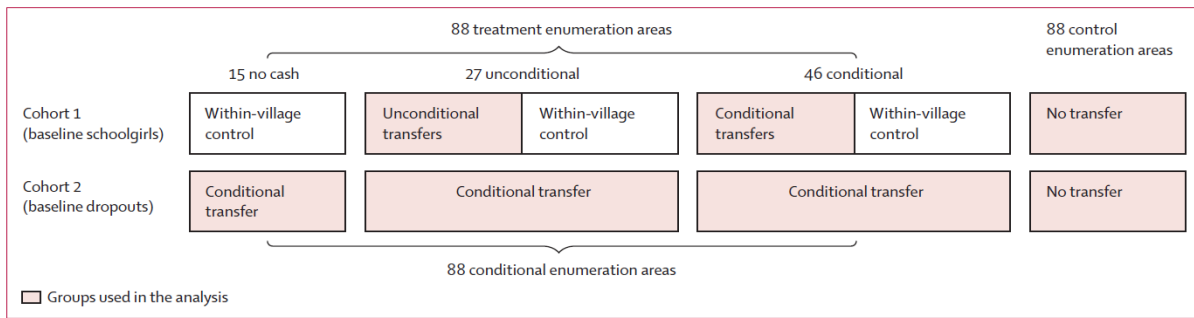 88 treatment enumeration areas
88 control
enumeration areas
15 no cash
27 unconditional
46 conditional
Cohort 1
(baseline schoolgirls)
Within-village
control
Unconditional
transfers
Within-village
control
Conditional
transfers
Within-village
control
No transfer
Cohort 2
(baseline dropouts)
Conditional
transfer
Conditional transfer
Conditional transfer
No transfer
88 conditional enumeration areas
Groups used in the analysis